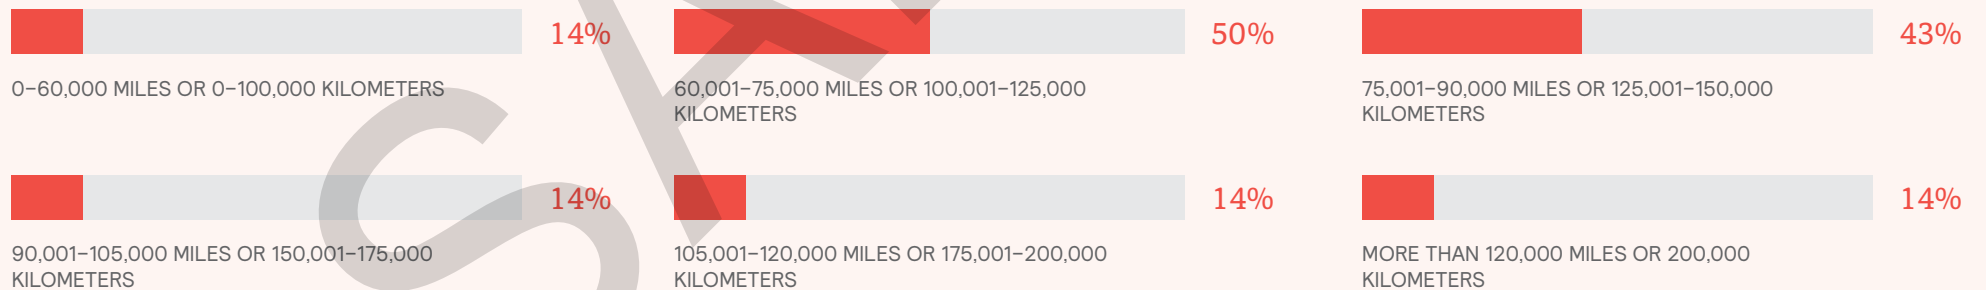 14%
50%
43%
0–60,000 MILES OR 0–100,000 KILOMETERS
60,001–75,000 MILES OR 100,001–125,000
KILOMETERS
75,001–90,000 MILES OR 125,001–150,000
KILOMETERS
14%
14%
14%
90,001–105,000 MILES OR 150,001–175,000
KILOMETERS
105,001–120,000 MILES OR 175,001–200,000
KILOMETERS
MORE THAN 120,000 MILES OR 200,000
KILOMETERS